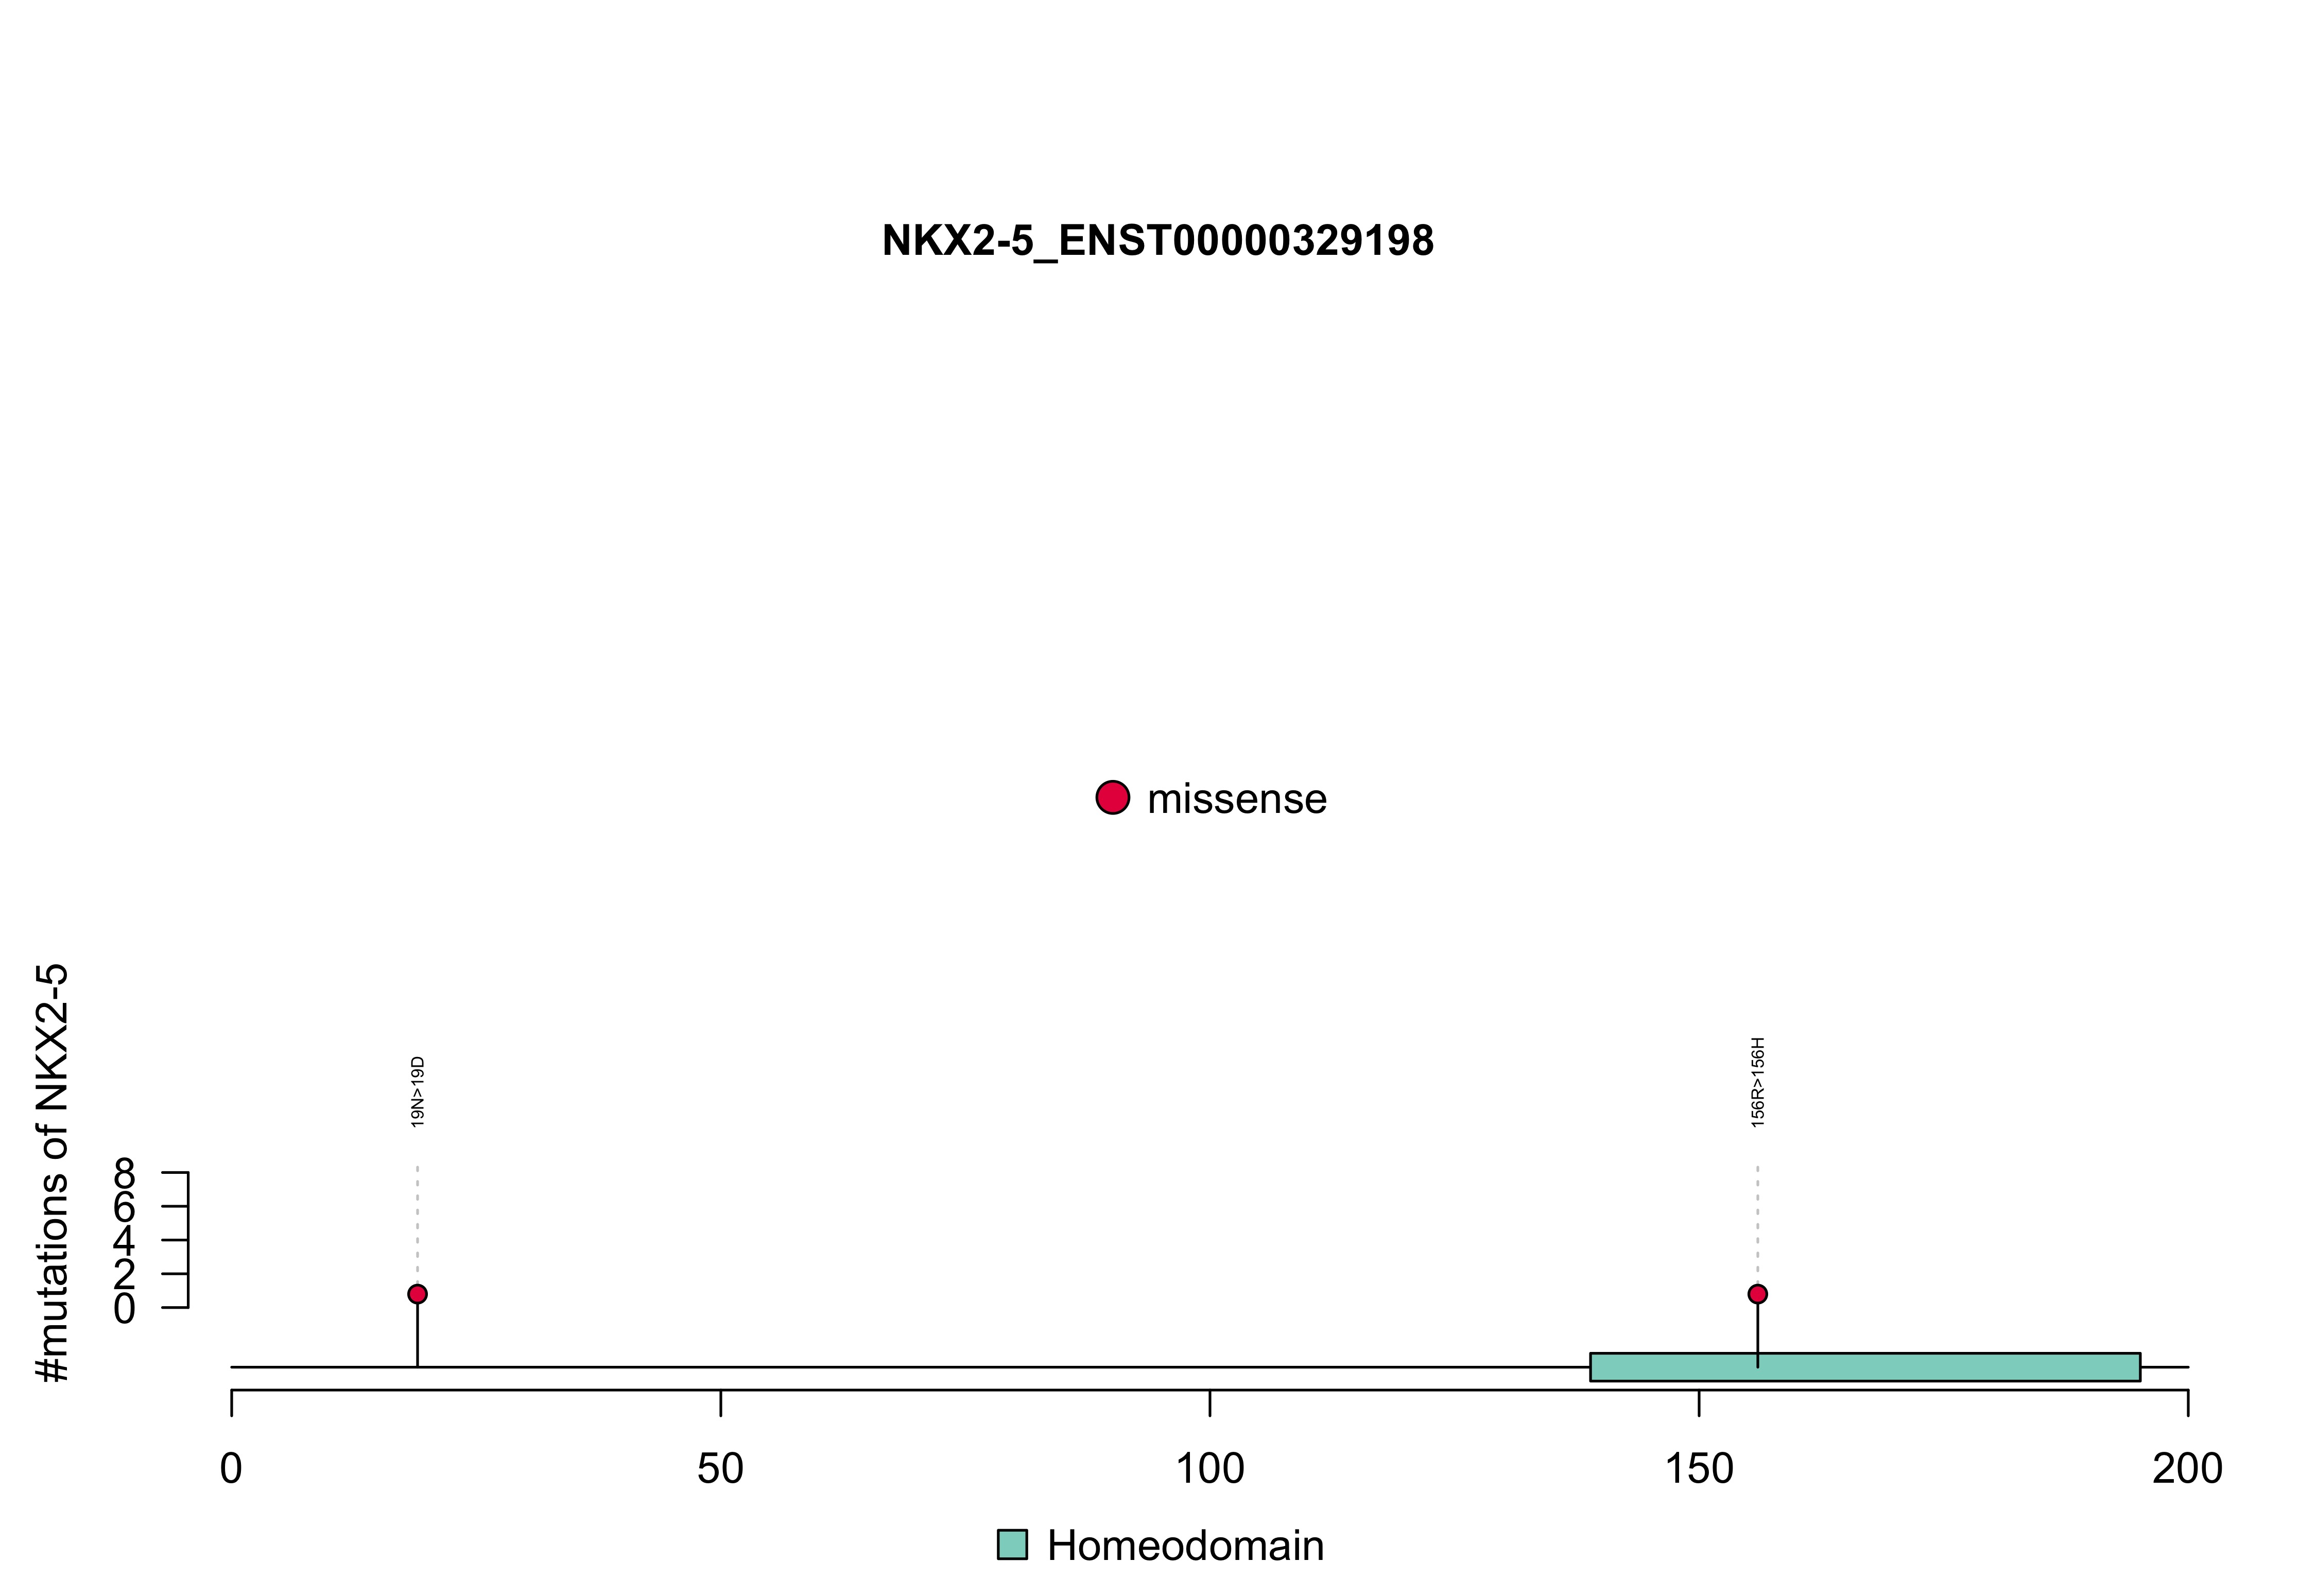 NKX2-5_ENST00000329198
missense
#mutations of NKX2-5
19N>19D
156R>156H
8
6
4
2
0
0 50 100 150 200
Homeodomain